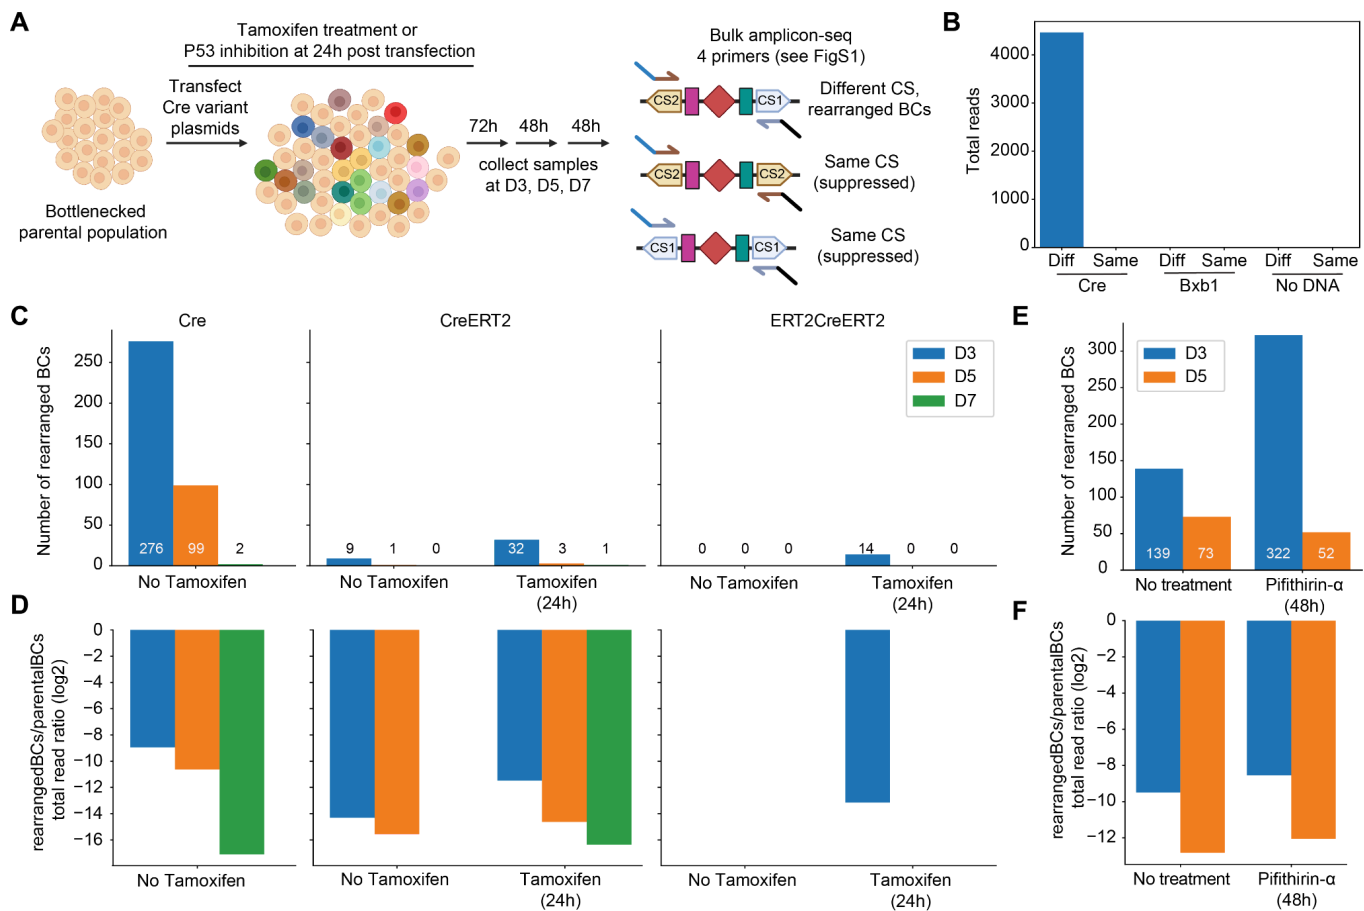 A
Tamoxifen treatment or
P53 inhibition at 24h post transfection
Transfect
Cre variant
plasmids
Bottlenecked
parental population
72h 48h 48h
collect samples
at D3, D5, D7
Bulk amplicon-seq
4 primers (see FigS1)
CS2 CS1
Different CS,
rearranged BCs
CS2 CS2
Same CS
(suppressed)
CS1 CS1
Same CS
(suppressed)
B
Total reads
4000
3000
2000
1000
0
Diff Same Diff Same Diff Same
Cre Bxb1 No DNA
C
Cre CreERT2 ERT2CreERT2
Number of rearranged BCs
250
200
150
100
50
0
276 99 2
9 1 0 32 3 1
0 0 0 14 0 0
D3
D5
D7
No Tamoxifen No Tamoxifen Tamoxifen
(24h)
No Tamoxifen Tamoxifen
(24h)
D
rearrangedBCs/parentalBCs
total read ratio (log2)
0
−2
−4
−6
−8
−10
−12
−14
−16
No Tamoxifen No Tamoxifen Tamoxifen
(24h)
No Tamoxifen Tamoxifen
(24h)
E
Number of rearranged BCs
300
250
200
150
100
50
0
D3
D5
139 73 322 52
No treatment Pifithirin-α
(48h)
F
rearrangedBCs/parentalBCs
total read ratio (log2)
0
−2
−4
−6
−8
−10
−12
No treatment Pifithirin-α
(48h)